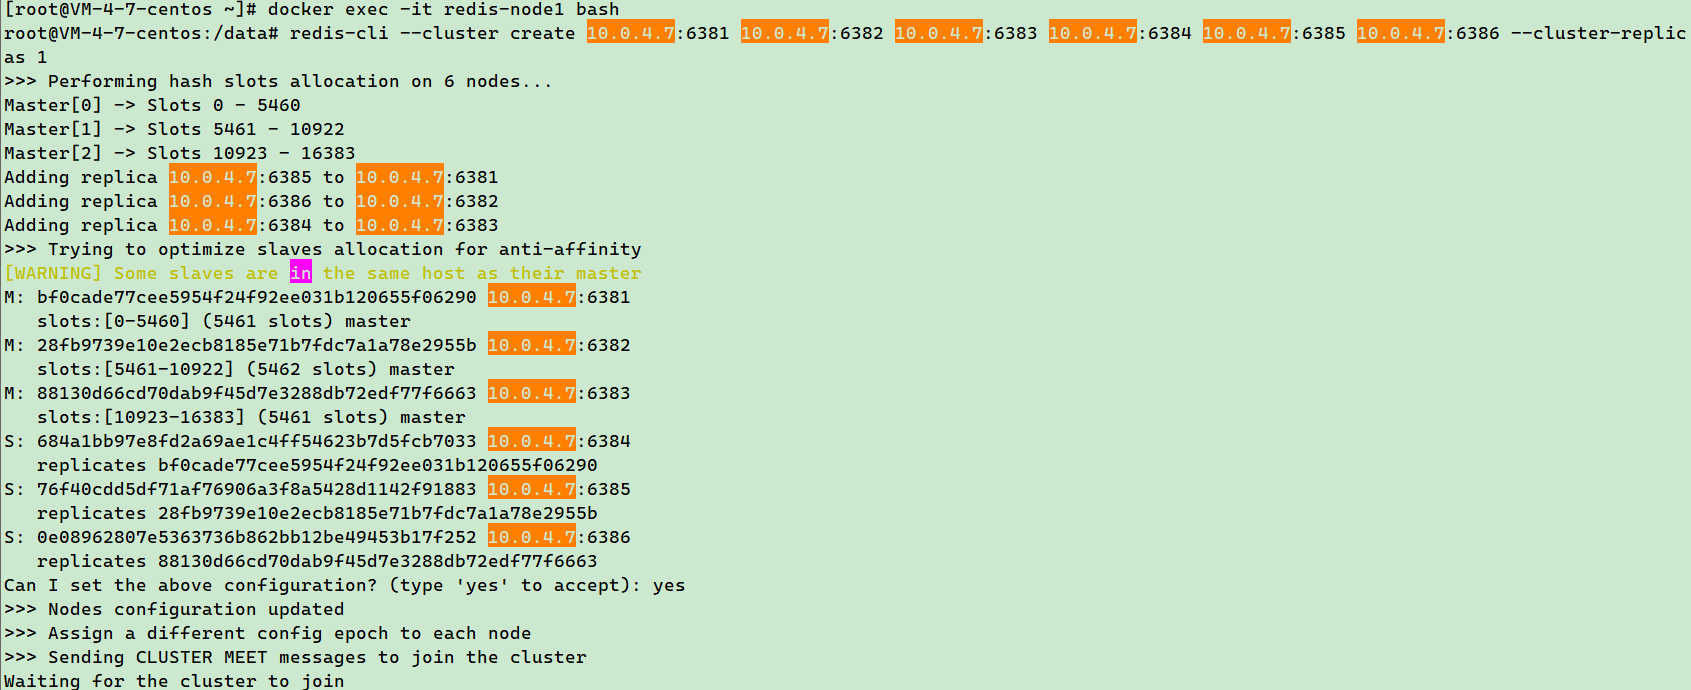 [root@VM-4-7-centos ~]# docker exec -it redis-node1 bash
root@VM-4-7-centos:/data# redis-cli --cluster create 10.0.4.7:6381 10.0.4.7:6382 10.0.4.7:6383 10.0.4.7:6384 10.0.4.7:6385 10.0.4.7:6386 --cluster-replic
as 1
>>> Performing hash slots allocation on 6 nodes...
Master[0] -> Slots 0 - 5460
Master[1] -> Slots 5461 - 10922
Master[2] -> Slots 10923 - 16383
Adding replica 10.0.4.7:6385 to 10.0.4.7:6381
Adding replica 10.0.4.7:6386 to 10.0.4.7:6382
Adding replica 10.0.4.7:6384 to 10.0.4.7:6383
>>> Trying to optimize slaves allocation for anti-affinity
[WARNING] Some slaves are in the same host as their master
M: bf0cade77cee5954f24f92ee031b120655f06290 10.0.4.7:6381
   slots:[0-5460] (5461 slots) master
M: 28fb9739e10e2ecb8185e71b7fdc7a1a78e2955b 10.0.4.7:6382
   slots:[5461-10922] (5462 slots) master
M: 88130d66cd70dab9f45d7e3288db72edf77f6663 10.0.4.7:6383
   slots:[10923-16383] (5461 slots) master
S: 684a1bb97e8fd2a69ae1c4ff54623b7d5fcb7033 10.0.4.7:6384
   replicates bf0cade77cee5954f24f92ee031b120655f06290
S: 76f40cdd5df71af76906a3f8a5428d1142f91883 10.0.4.7:6385
   replicates 28fb9739e10e2ecb8185e71b7fdc7a1a78e2955b
S: 0e08962807e5363736b862bb12be49453b17f252 10.0.4.7:6386
   replicates 88130d66cd70dab9f45d7e3288db72edf77f6663
Can I set the above configuration? (type 'yes' to accept): yes
>>> Nodes configuration updated
>>> Assign a different config epoch to each node
>>> Sending CLUSTER MEET messages to join the cluster
Waiting for the cluster to join